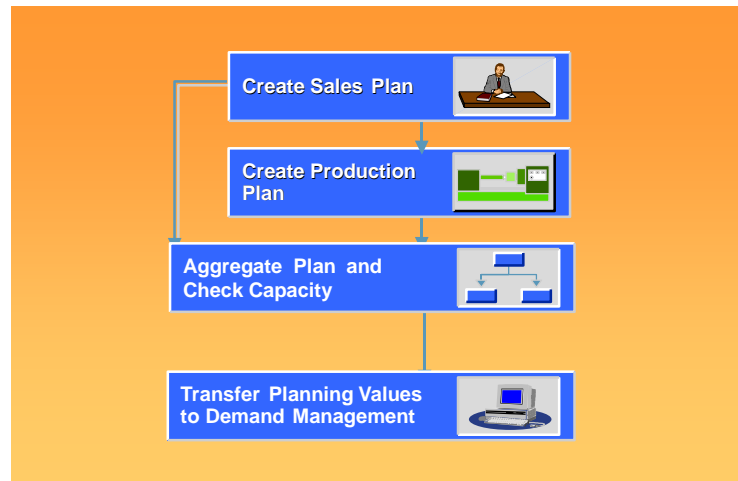 Create Sales Plan
Create Production
Plan
Aggregate Plan and
Check Capacity
Transfer Planning Values
to Demand Management